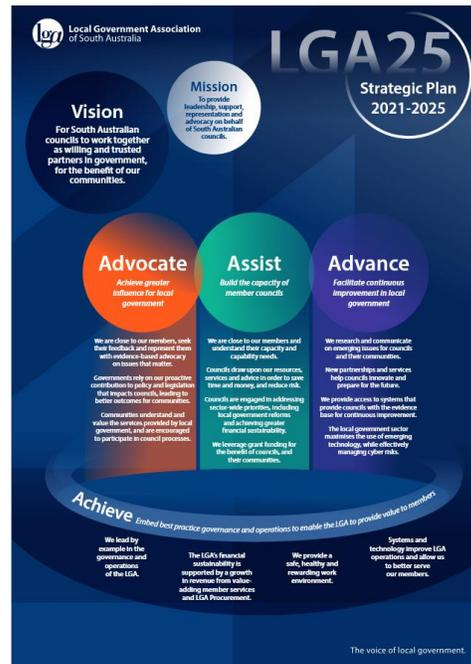 lga
Local Government Association
of South Australia
LGA25
Strategic Plan
2021-2025
Mission
To provide
leadership, support,
representation and
advocacy on behalf
of South Australian
councils.
Vision
For South Australian
councils to work together
as willing and trusted
partners in government,
for the benefit of our
communities.
Advocate
Achieve greater
influence for local
government
We are close to our members, seek
their feedback and represent them
with evidence-based advocacy
on issues that matter.
Governments rely on our proactive
contribution to policy and legislation
that impacts councils, leading to
better outcomes for communities.
Communities understand and
value the services provided by local
government, and are encouraged
to participate in council processes.
Assist
Build the capacity of
member councils
We are close to our members and
understand their capacity and
capability needs.
Councils draw upon our resources,
services and advice in order to save
time and money, and reduce risk.
Councils are engaged in addressing
sector-wide priorities, including
local government reforms
and achieving greater
financial sustainability.
We leverage grant funding for
the benefit of councils, and
their communities.
Advance
Facilitate continuous
improvement in local
government
We research and communicate
on emerging issues for councils
and their communities.
New partnerships and services
help councils innovate and
prepare for the future.
We provide access to systems that
provide councils with the evidence
base for continuous improvement.
The local government sector
maximises the use of emerging
technology, while effectively
managing cyber risks.
Achieve Embed best practice governance and operations to enable the LGA to provide value to members
We lead by
example in the
governance and
operations
of the LGA.
The LGA's financial
sustainability is
supported by a growth
in revenue from value-
adding member services
and LGA Procurement.
We provide a
safe, healthy and
rewarding work
environment.
Systems and
technology improve LGA
operations and allow us
to better serve
our members.
The voice of local government.